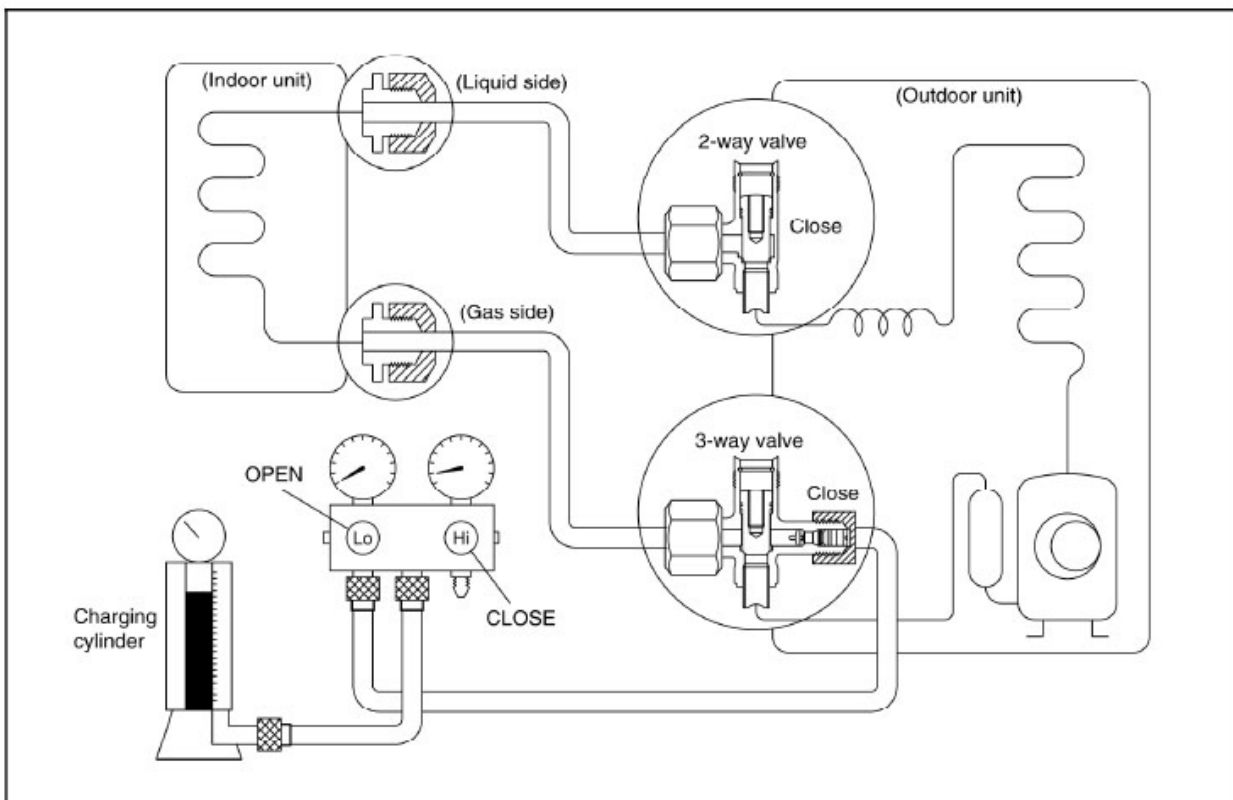 (Indoor unit)
(Liquid side)
(Outdoor unit)
2-way valve
Close
(Gas side)
3-way valve
Close
OPEN
Lo
Hi
CLOSE
Charging
cylinder